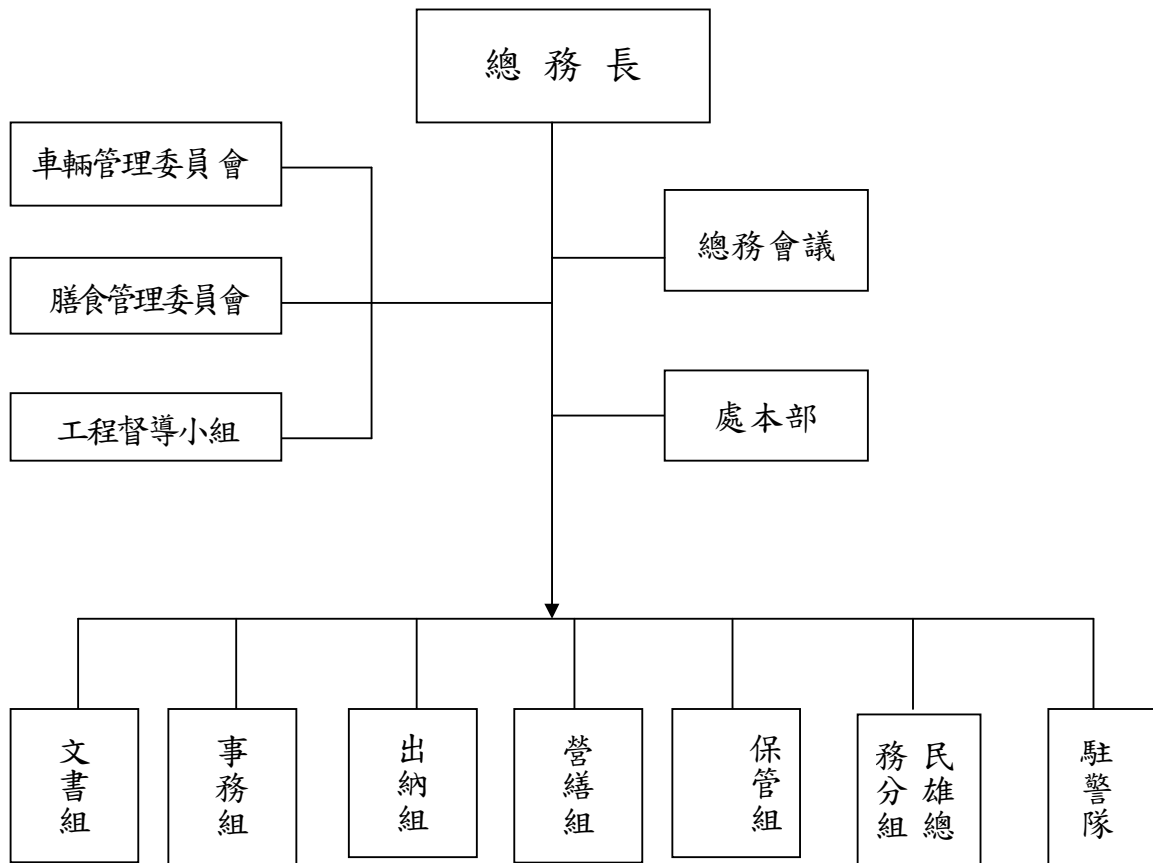 總務長
車輛管理委員會
總務會議
膳食管理委員會
處本部
工程督導小組
文書組
事務組
出納組
營繕組
保管組
民雄總
務分組
駐警隊